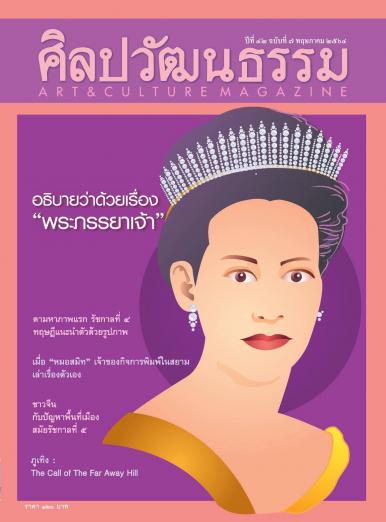 ปีที่ ๔๒ ฉบับที่ ๗ พฤษภาคม ๒๕๖๔
ศิลปวัฒนธรรม
ART & CULTURE MAGAZINE
อธิบายว่าด้วยเรื่อง
“พระภรรยาเจ้า”
ตามหาภาพแรก รัชกาลที่ ๔
ทฤษฎีแนะนำตัวด้วยรูปภาพ
เมื่อ “หมอสมิท” เจ้าของกิจการพิมพ์ในสยาม
เล่าเรื่องตัวเอง
ชาวจีน
กับปัญหาพื้นที่เมือง
สมัยรัชกาลที่ ๕
ภูเทิง :
The Call of The Far Away Hill
ราคา ๑๒๐ บาท